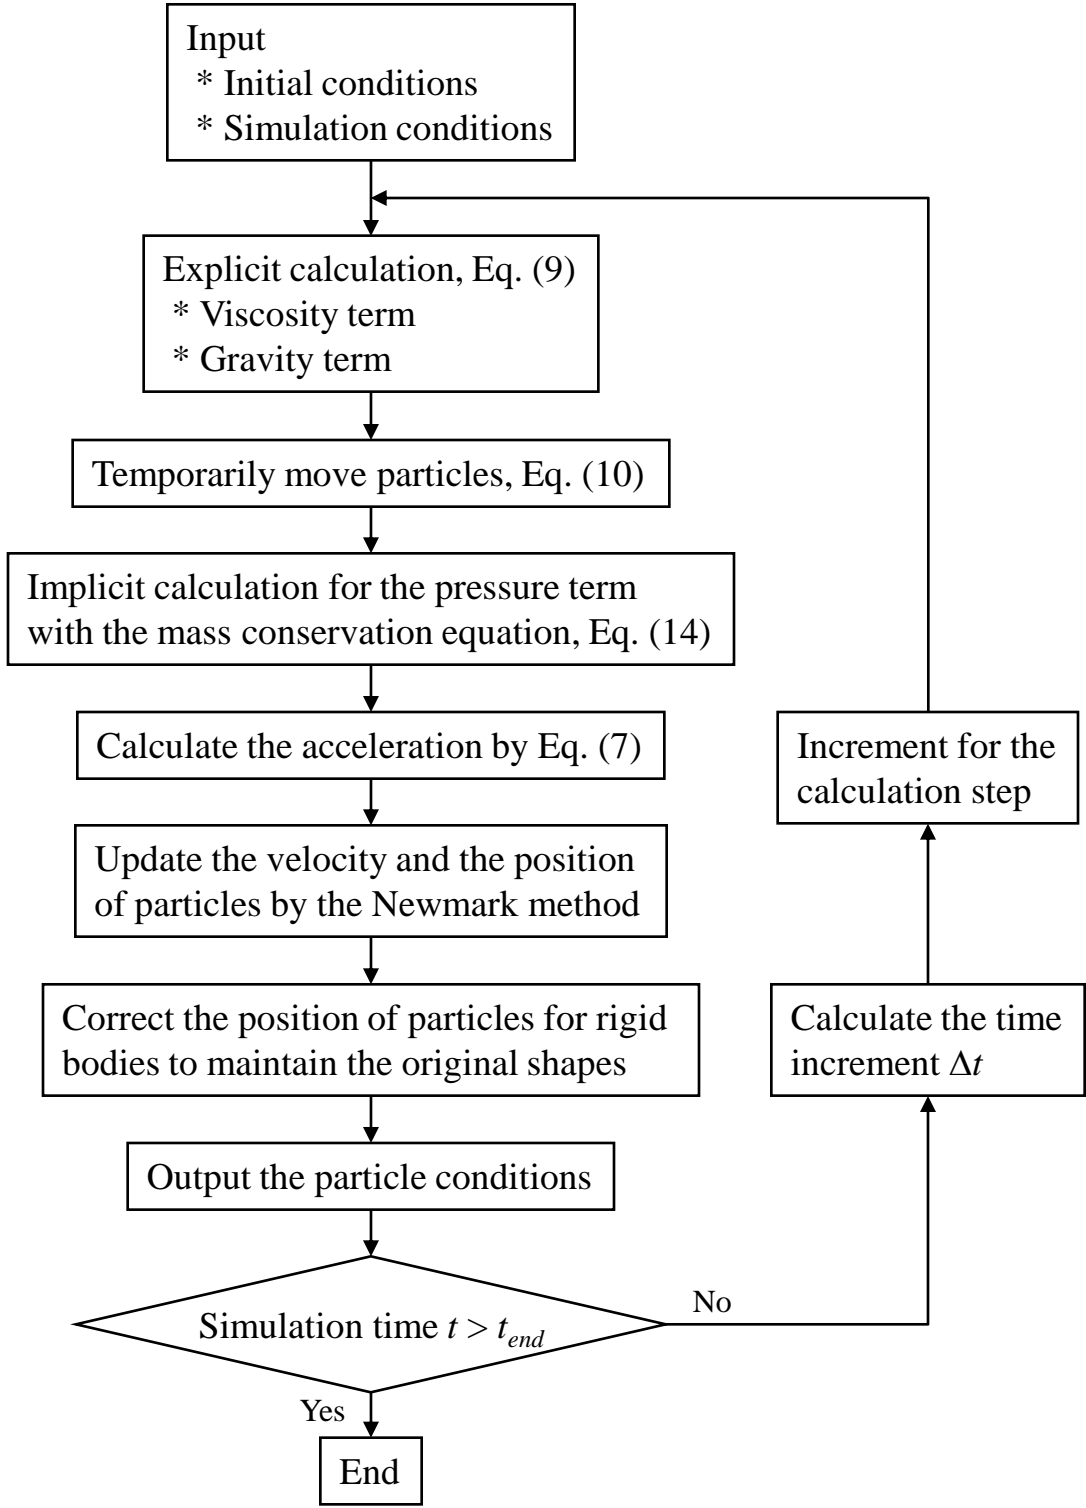 Input
* Initial conditions
* Simulation conditions
Explicit calculation, Eq. (9)
* Viscosity term
* Gravity term
Temporarily move particles, Eq. (10)
Implicit calculation for the pressure term
with the mass conservation equation, Eq. (14)
Calculate the acceleration by Eq. (7)
Update the velocity and the position
of particles by the Newmark method
Correct the position of particles for rigid
bodies to maintain the original shapes
Output the particle conditions
Simulation time t > t_end
No
Yes
End
Calculate the time
increment Δt
Increment for the
calculation step